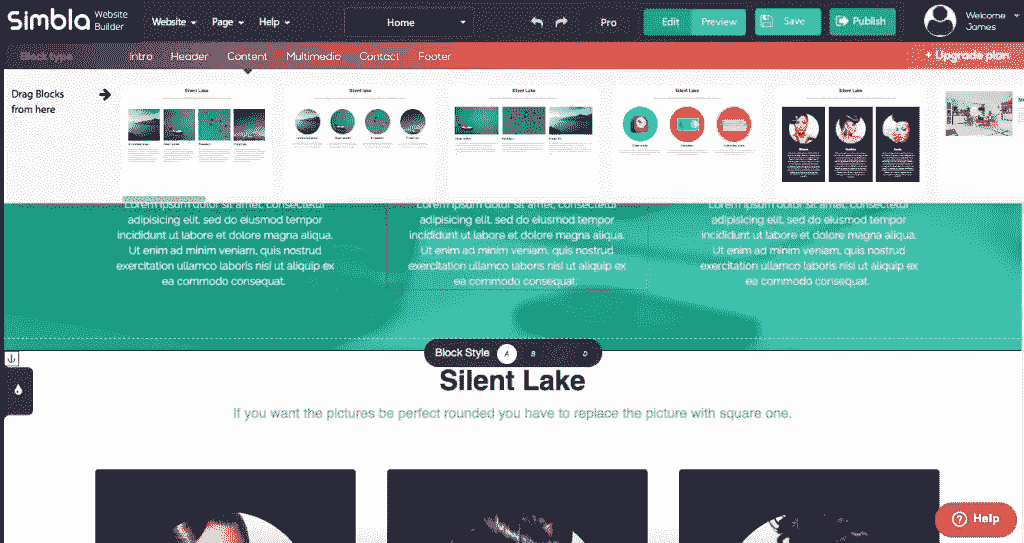 Simbla Website Builder
Website Page Help Home Pro Edit Preview Save Publish Welcome James
Block type Intro Header Content Multimedia Contact Footer + Upgrade plan
Drag Blocks
from here
Silent Lake Silent lake Silent Lake Silent Lake Silent Lake
Lorem ipsum dolor sit amet, consectetur
adipisicing elit, sed do eiusmod tempor
incididunt ut labore et dolore magna aliqua.
Ut enim ad minim veniam, quis nostrud
exercitation ullamco laboris nisi ut aliquip ex
ea commodo consequat.
Lorem ipsum dolor sit amet, consectetur
adipisicing elit, sed do eiusmod tempor
incididunt ut labore et dolore magna aliqua.
Ut enim ad minim veniam, quis nostrud
exercitation ullamco laboris nisi ut aliquip ex
ea commodo consequat.
Lorem ipsum dolor sit amet, consectetur
adipisicing elit, sed do eiusmod tempor
incididunt ut labore et dolore magna aliqua.
Ut enim ad minim veniam, quis nostrud
exercitation ullamco laboris nisi ut aliquip ex
ea commodo consequat.
Block Style A B D
Silent Lake
If you want the pictures be perfect rounded you have to replace the picture with square one.
Help